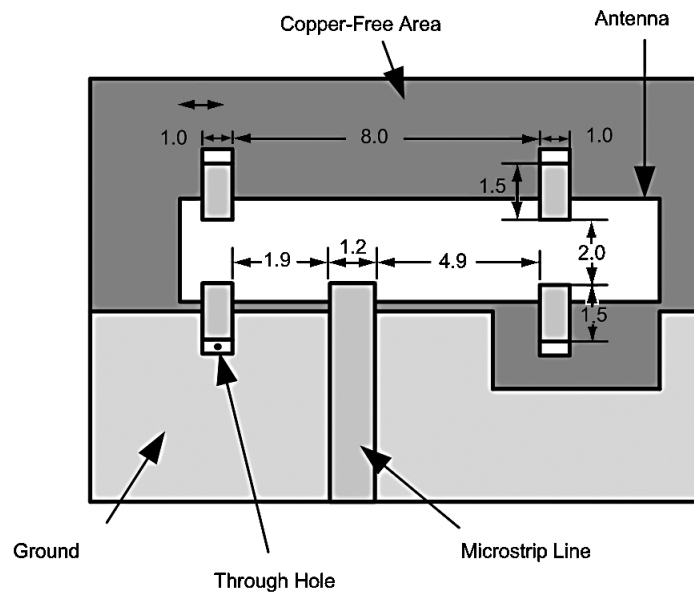 Antenna
Copper-Free Area
1.0
8.0
1.0
1.5
1.9
1.2
4.9
2.0
1.5
Ground
Microstrip Line
Through Hole